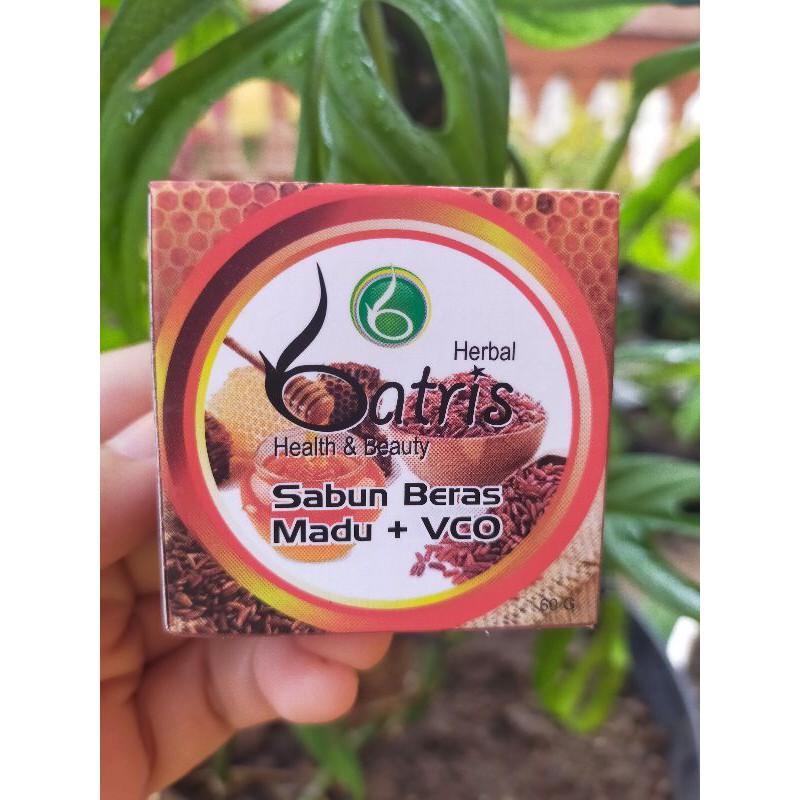 Herbal
batris
Health & Beauty
Sabun Beras
Madu + VCO
60 G